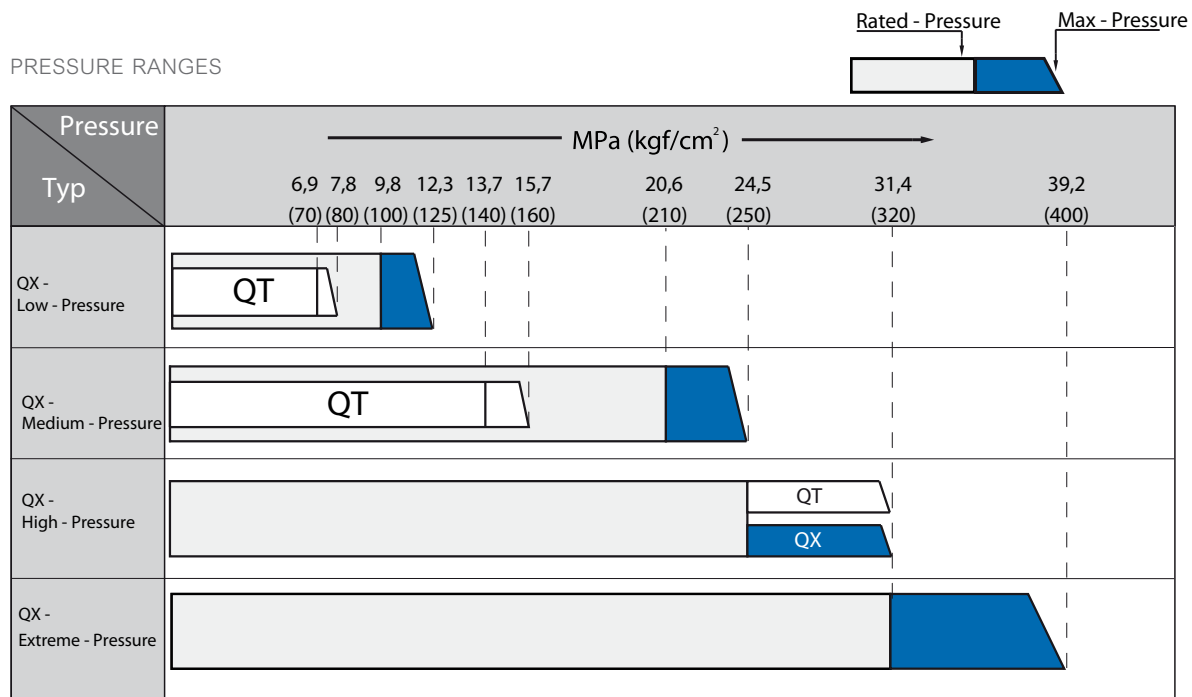 Rated - Pressure Max - Pressure
PRESSURE RANGES
Pressure
MPa (kgf/cm²)
Typ
6,9 7,8 9,8 12,3 13,7 15,7 20,6 24,5 31,4 39,2
(70) (80) (100) (125) (140) (160) (210) (250) (320) (400)
QX -
Low - Pressure
QT
QX -
Medium - Pressure
QT
QX -
High - Pressure
QT
QX
QX -
Extreme - Pressure